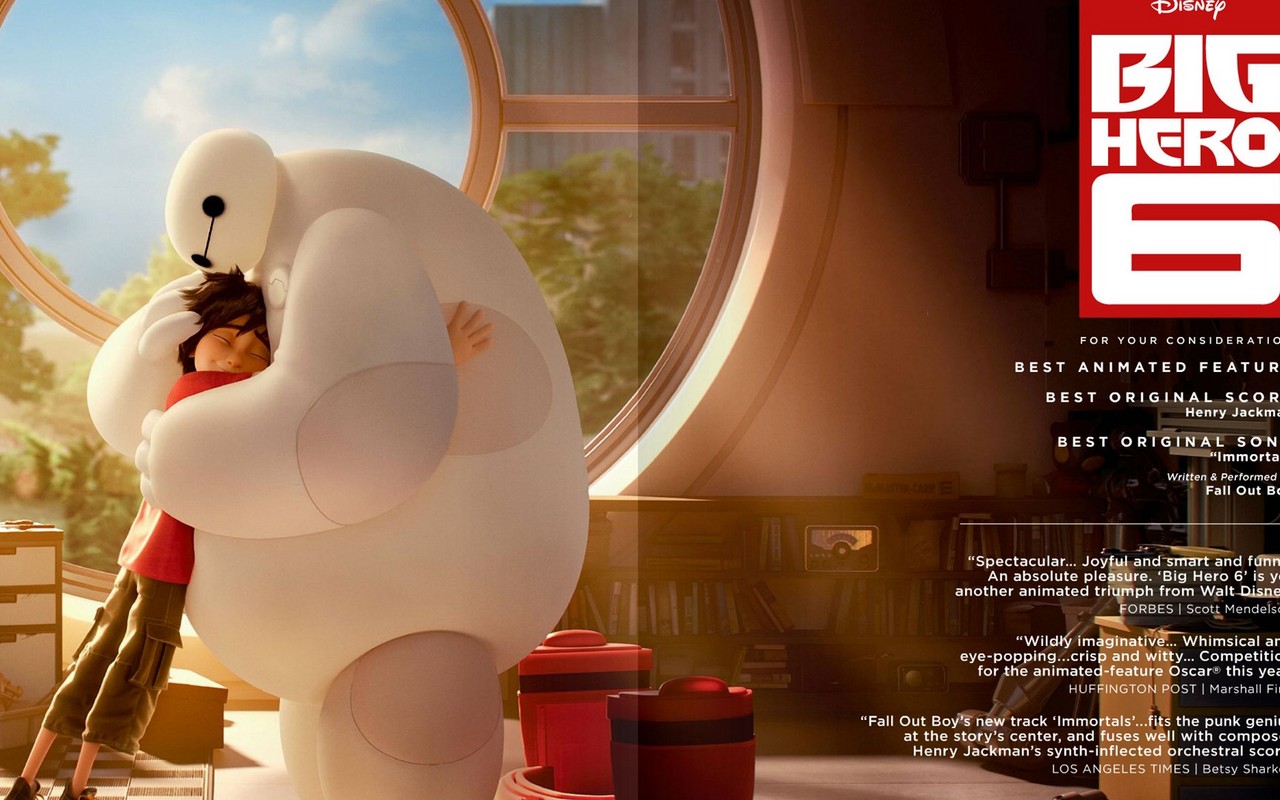 Disney
BIG
HERO
6
FOR YOUR CONSIDERATIO
BEST ANIMATED FEATUR
BEST ORIGINAL SCOR
Henry Jackma
BEST ORIGINAL SON
“Immorta
Written & Performed
Fall Out Bo
“Spectacular... Joyful and smart and funn
An absolute pleasure. ‘Big Hero 6’ is y
another animated triumph from Walt Disne
FORBES | Scott Mendelso
“Wildly imaginative... Whimsical an
eye-popping...crisp and witty... Competitio
for the animated-feature Oscar® this yea
HUFFINGTON POST | Marshall Fi
“Fall Out Boy’s new track ‘Immortals’...fits the punk geniu
at the story’s center, and fuses well with compose
Henry Jackman’s synth-inflected orchestral scor
LOS ANGELES TIMES | Betsy Shark